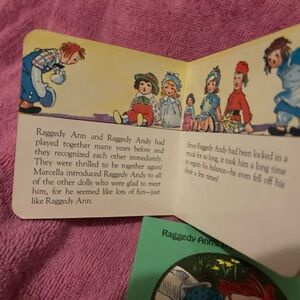 Raggedy Ann and Raggedy Andy had
played together many years before and
they recognized each other immediately.
They were thrilled to be together again!
Marcella introduced Raggedy Andy to all
of the other dolls who were glad to meet
him, for he seemed like lots of fun—just
like Raggedy Ann.
Since Raggedy Andy had been locked in a
trunk for so long, it took him a long time
to regain his balance—he even fell off his
chair a few times!
Raggedy Ann's